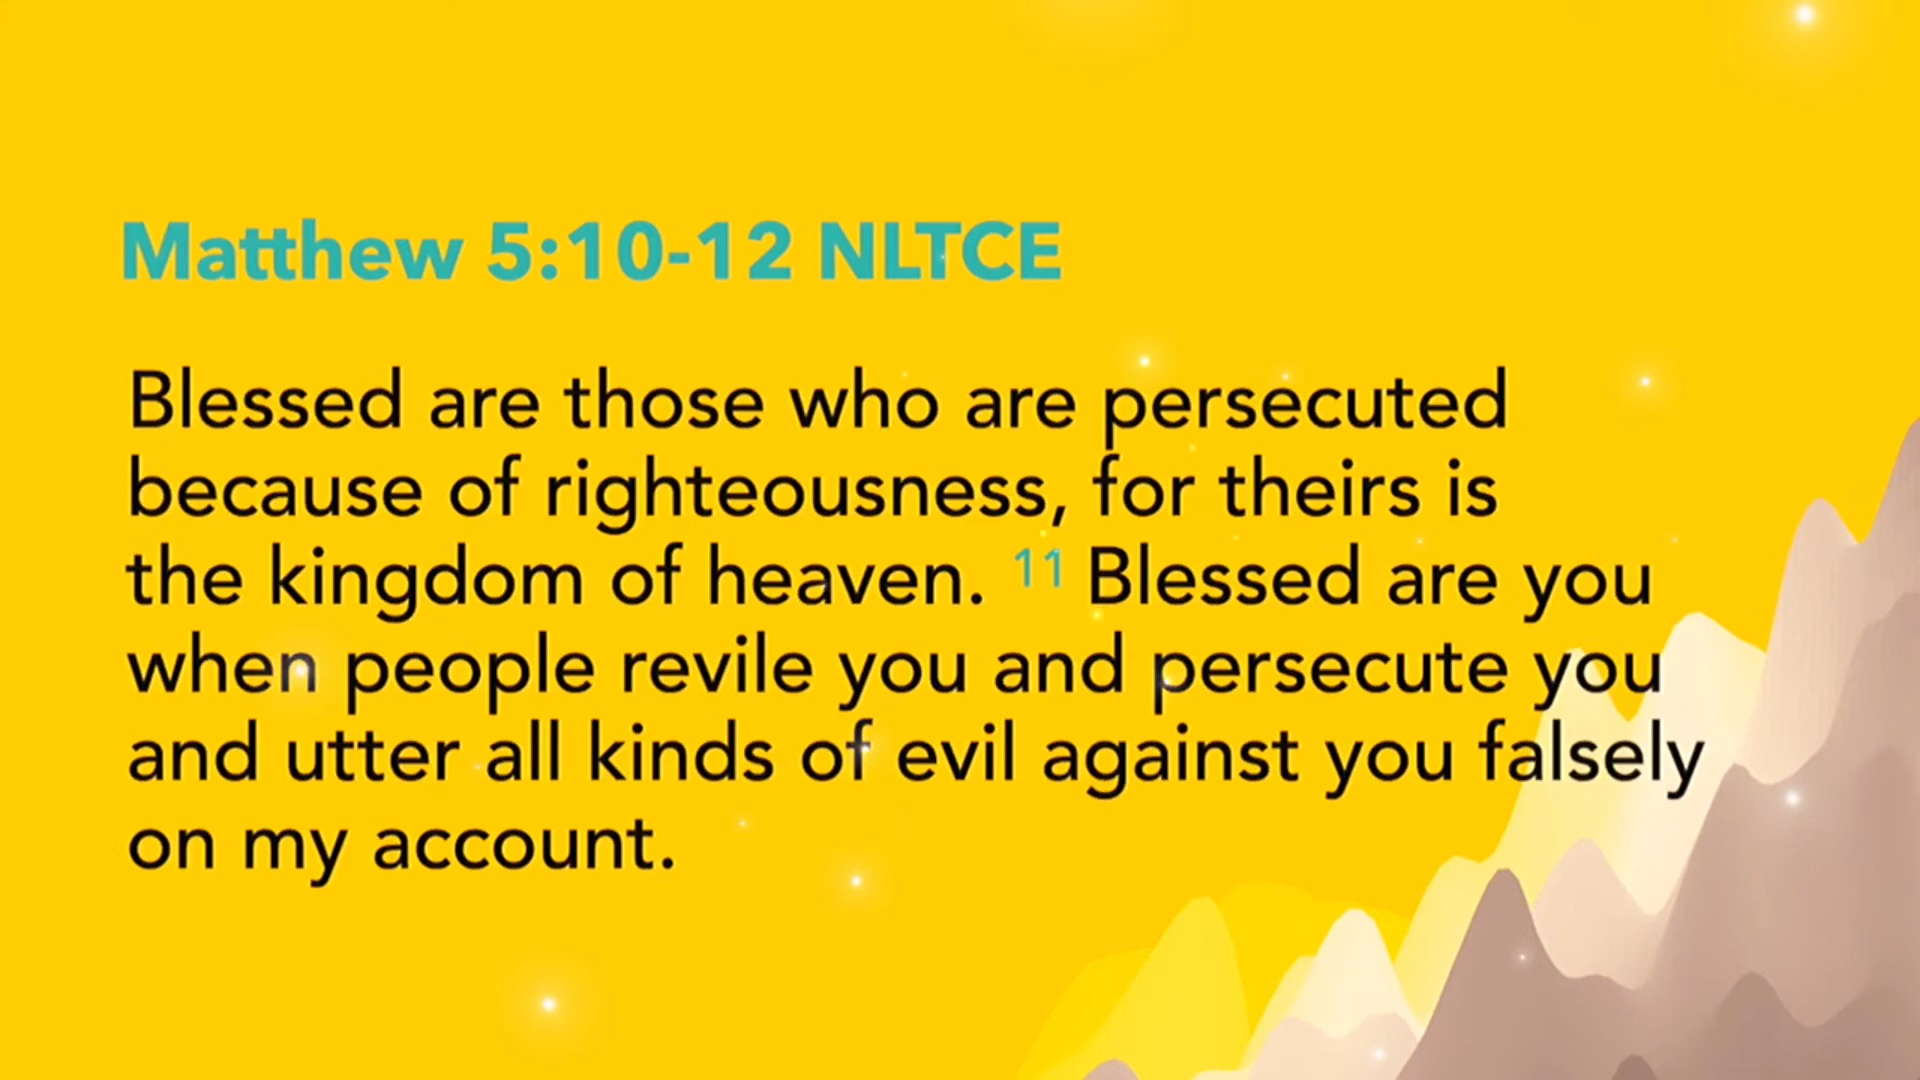 Matthew 5:10-12 NLTCE
Blessed are those who are persecuted
because of righteousness, for theirs is
the kingdom of heaven. 11 Blessed are you
when people revile you and persecute you
and utter all kinds of evil against you falsely
on my account.